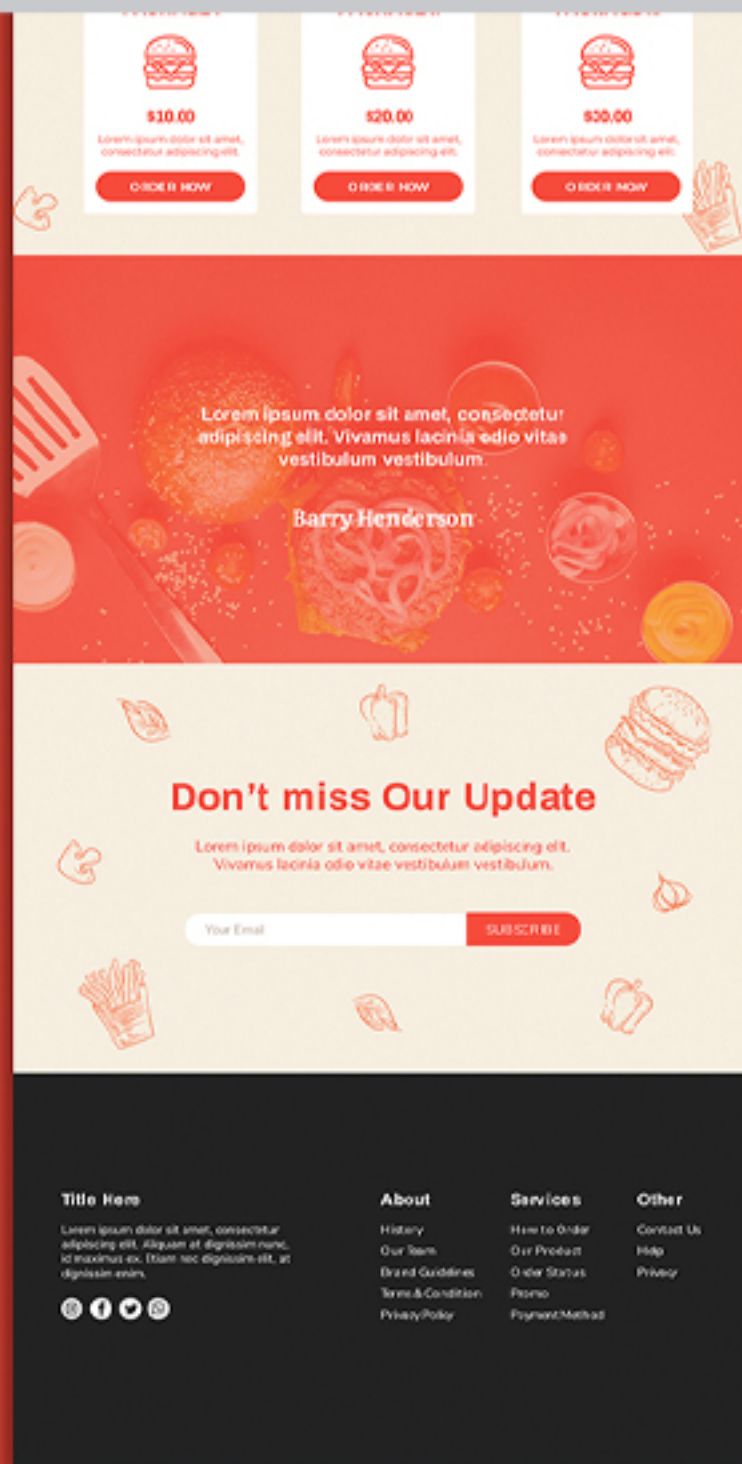 $10.00
Lorem ipsum dolor sit amet,
consectetur adipiscing elit.
ORDER NOW
$20.00
Lorem ipsum dolor sit amet,
consectetur adipiscing elit.
ORDER NOW
$30.00
Lorem ipsum dolor sit amet,
consectetur adipiscing elit.
ORDER NOW
Lorem ipsum dolor sit amet, consectetur
adipiscing elit. Vivamus lacinia odio vitae
vestibulum vestibulum.
Barry Henderson
Don't miss Our Update
Lorem ipsum dolor sit amet, consectetur adipiscing elit.
Vivamus lacinia odio vitae vestibulum vestibulum.
Your Email
SUBSCRIBE
Title Here
Lorem ipsum dolor sit amet, consectetur
adipiscing elit. Aliquam at dignissim nunc,
id maximus ex. Etiam nec dignissim elit, at
dignissim enim.
About
History
Our Team
Brand Guidelines
Terms & Condition
Privacy Policy
Services
How to Order
Our Product
Order Status
Promo
Payment Method
Other
Contact Us
Help
Privacy